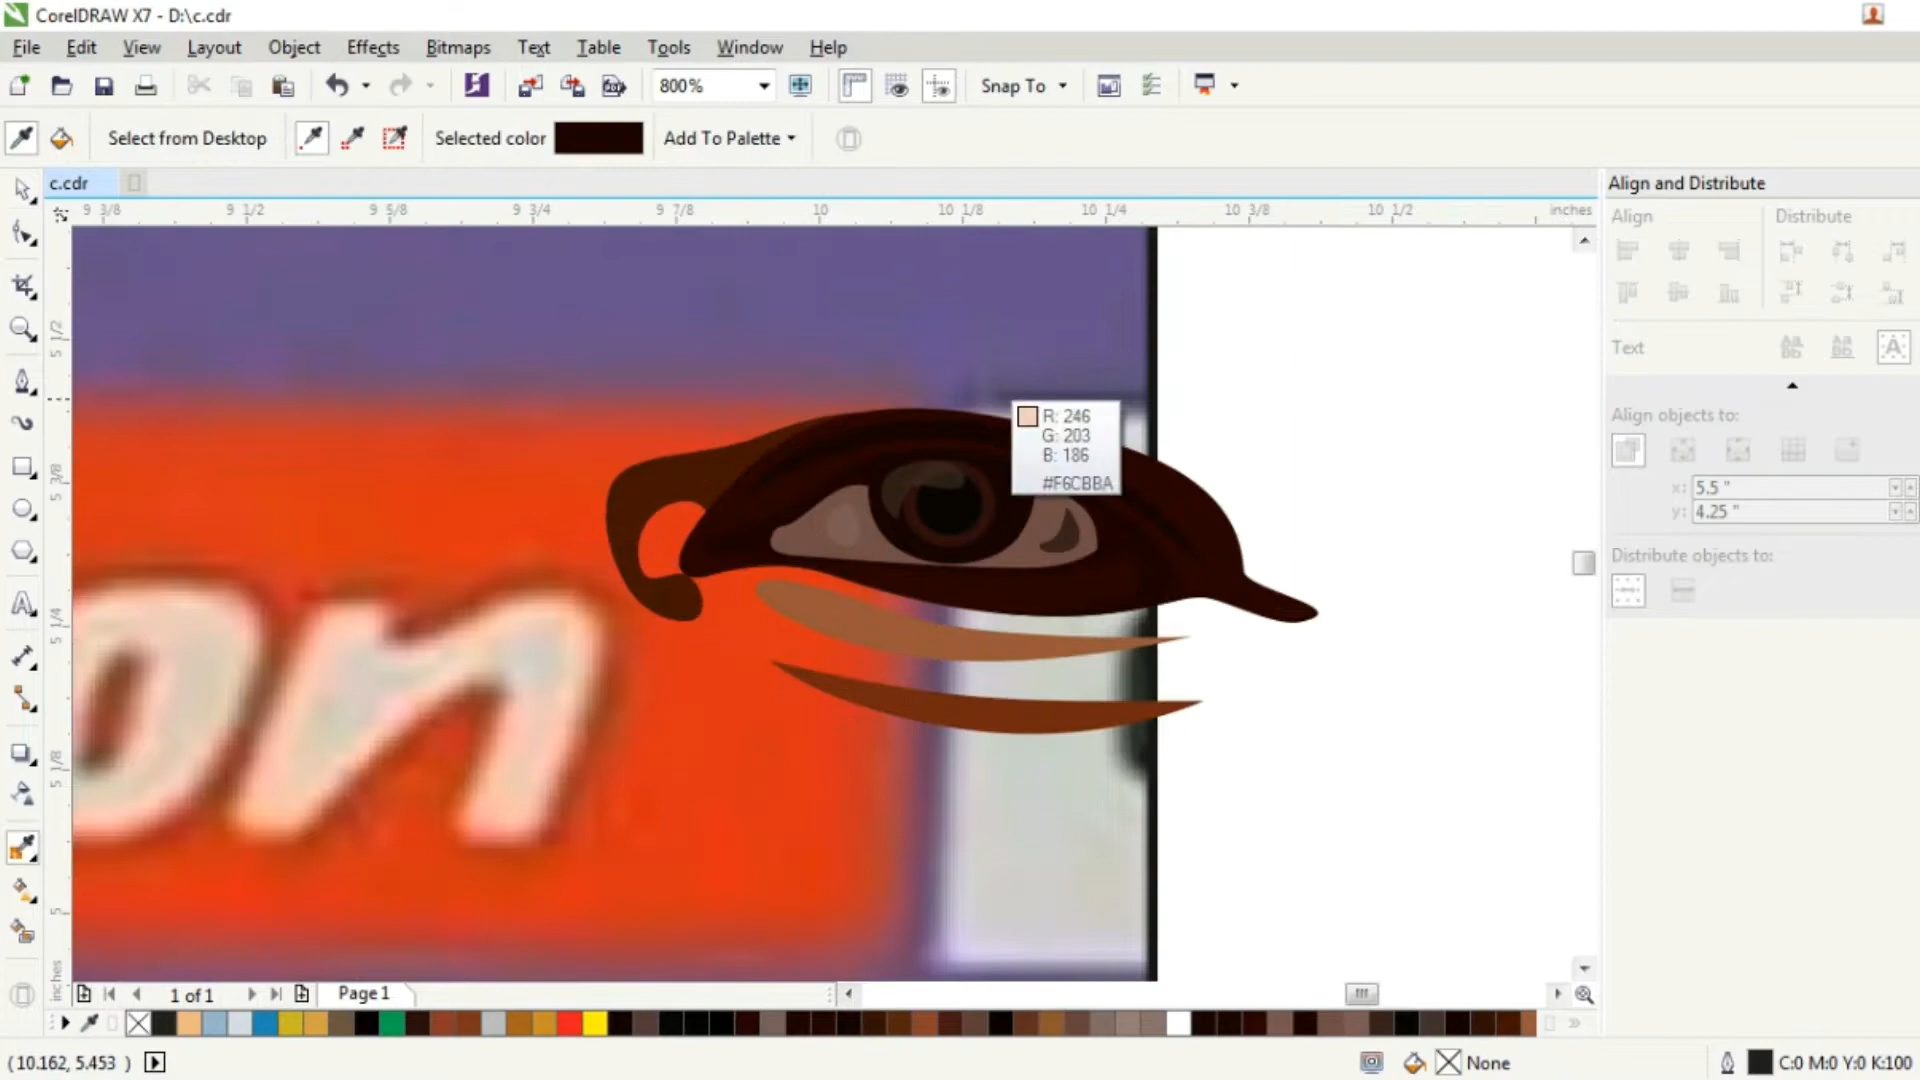 CorelDRAW X7 - D:\c.cdr
File Edit View Layout Object Effects Bitmaps Text Table Tools Window Help
800% Snap To
Select from Desktop Selected color Add To Palette
c.cdr
Align and Distribute
9 3/8 9 1/2 9 5/8 9 3/4 9 7/8 10 10 1/8 10 1/4 10 3/8 10 1/2 inches
Align Distribute
5 1/2
Text
R: 246
G: 203
B: 186
#F6CBBA
Align objects to:
5 3/8
x: 5.5 "
y: 4.25 "
Distribute objects to:
5 1/4
on
5 1/8
5
inches
1 of 1 Page1
(10.162, 5.453 ) None C:0 M:0 Y:0 K:100